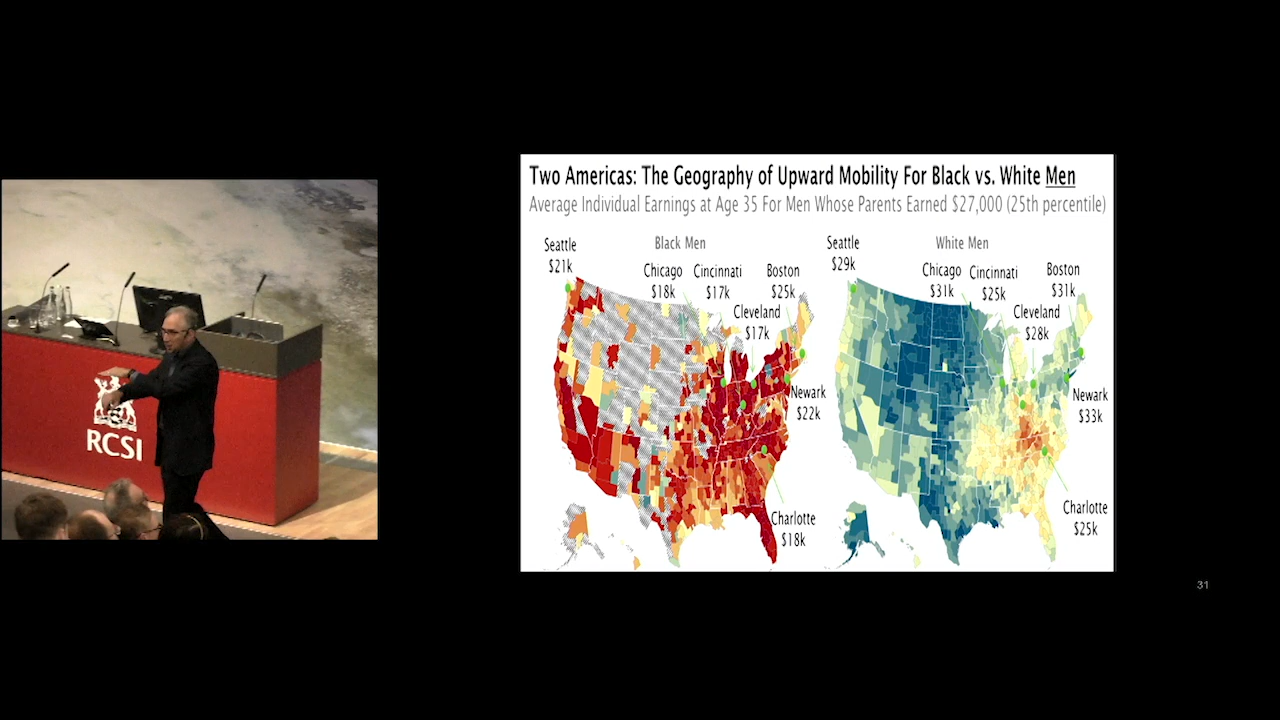 RCSI
Two Americas: The Geography of Upward Mobility For Black vs. White Men
Average Individual Earnings at Age 35 For Men Whose Parents Earned $27,000 (25th percentile)
Black Men
Seattle
$21k
Chicago
$18k
Cincinnati
$17k
Boston
$25k
Cleveland
$17k
Newark
$22k
Charlotte
$18k
White Men
Seattle
$29k
Chicago
$31k
Cincinnati
$25k
Boston
$31k
Cleveland
$28k
Newark
$33k
Charlotte
$25k
31